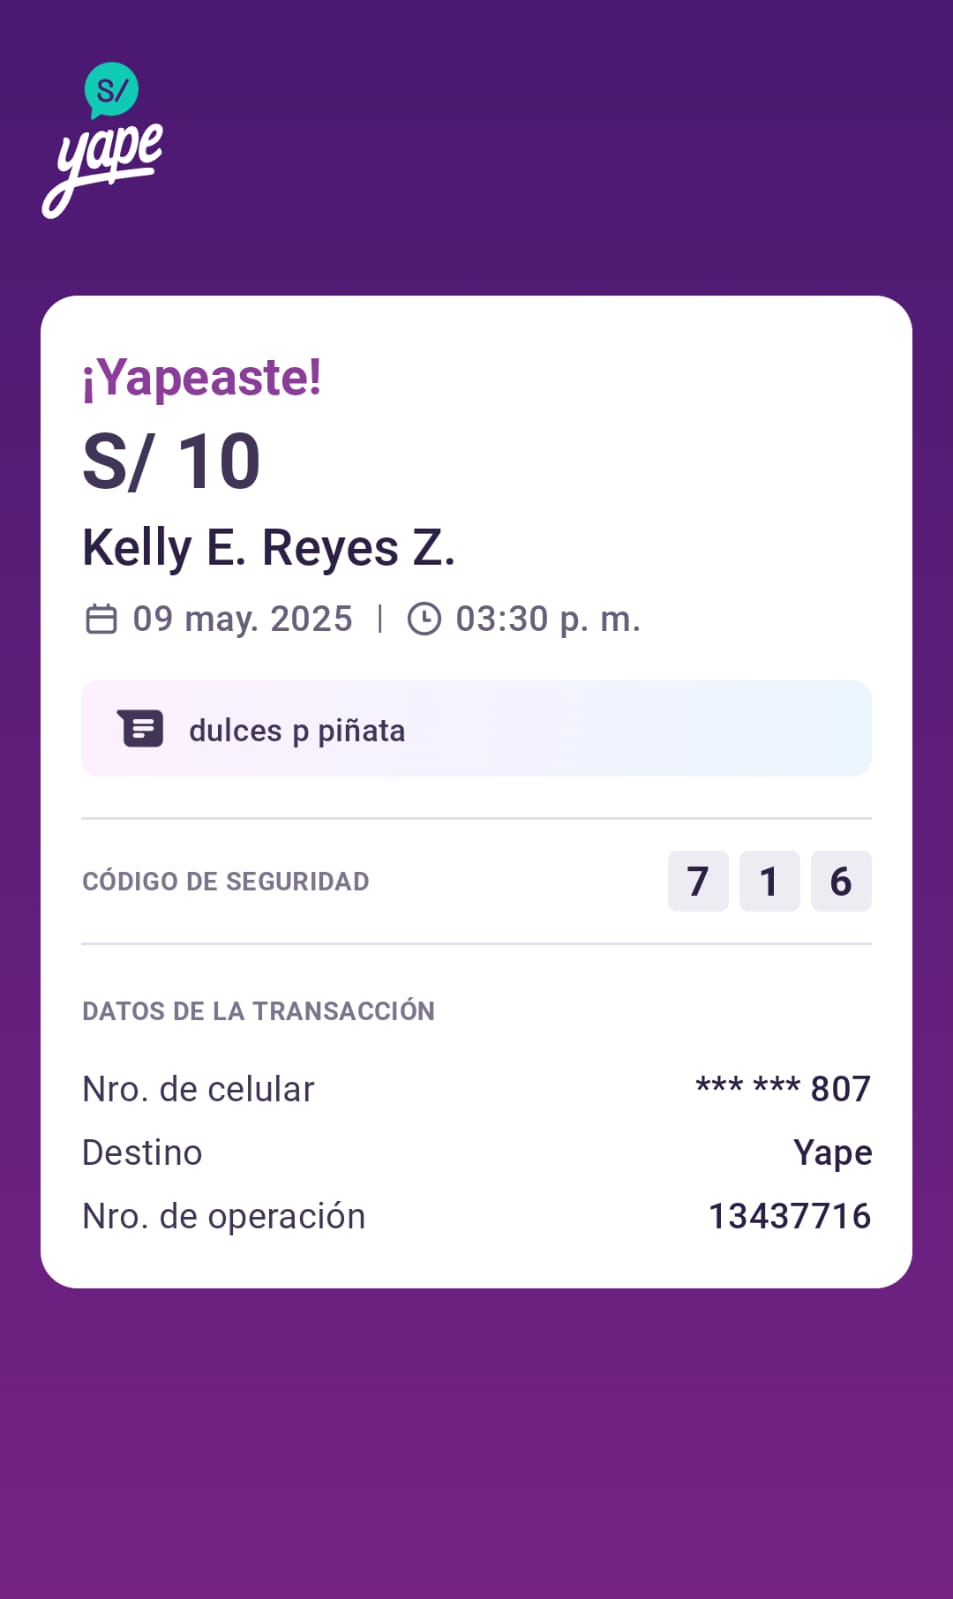 S/
yape
¡Yapeaste!
S/ 10
Kelly E. Reyes Z.
09 may. 2025 | 03:30 p. m.
dulces p piñata
CÓDIGO DE SEGURIDAD 7 1 6
DATOS DE LA TRANSACCIÓN
Nro. de celular *** *** 807
Destino Yape
Nro. de operación 13437716